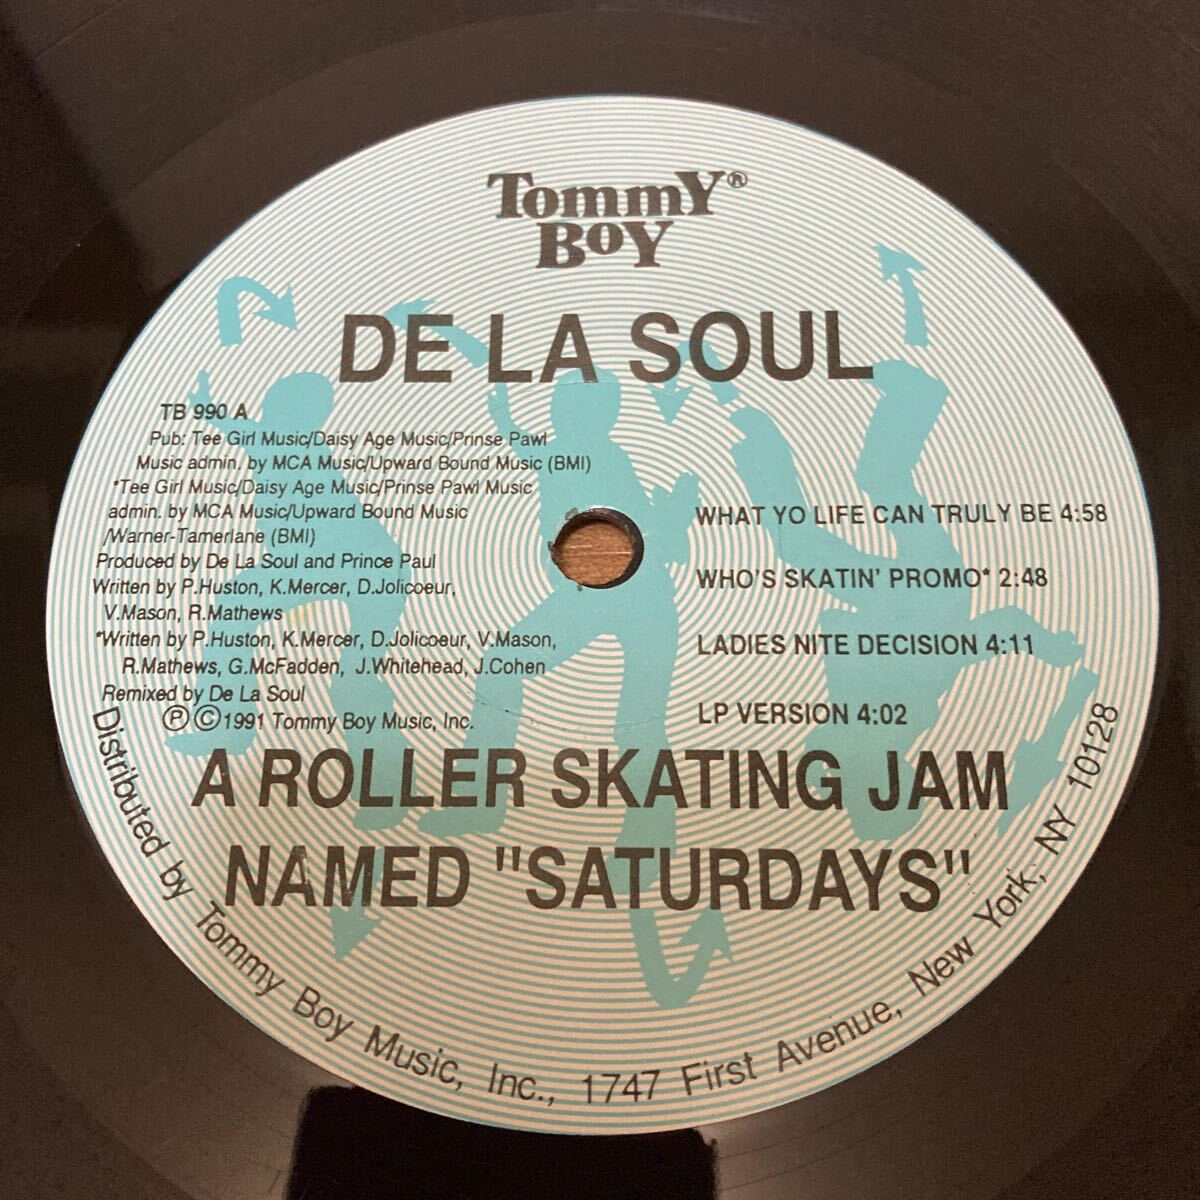 TommY®
BoY
DE LA SOUL
TB 990 A
Pub: Tee Girl Music/Daisy Age Music/Prinse Pawl
Music admin. by MCA Music/Upward Bound Music (BMI)
*Tee Girl Music/Daisy Age Music/Prinse Pawl Music
admin. by MCA Music/Upward Bound Music
/Warner-Tamerlane (BMI)
Produced by De La Soul and Prince Paul
Written by P.Huston, K.Mercer, D.Jolicoeur,
V.Mason, R.Mathews
*Written by P.Huston, K.Mercer, D.Jolicoeur, V.Mason,
R.Mathews, G.McFadden, J.Whitehead, J.Cohen
Remixed by De La Soul
Ⓟ©1991 Tommy Boy Music, Inc.
WHAT YO LIFE CAN TRULY BE 4:58
WHO'S SKATIN' PROMO* 2:48
LADIES NITE DECISION 4:11
LP VERSION 4:02
A ROLLER SKATING JAM
NAMED "SATURDAYS"
Distributed by Tommy Boy Music, Inc., 1747 First Avenue, New York, NY 10128